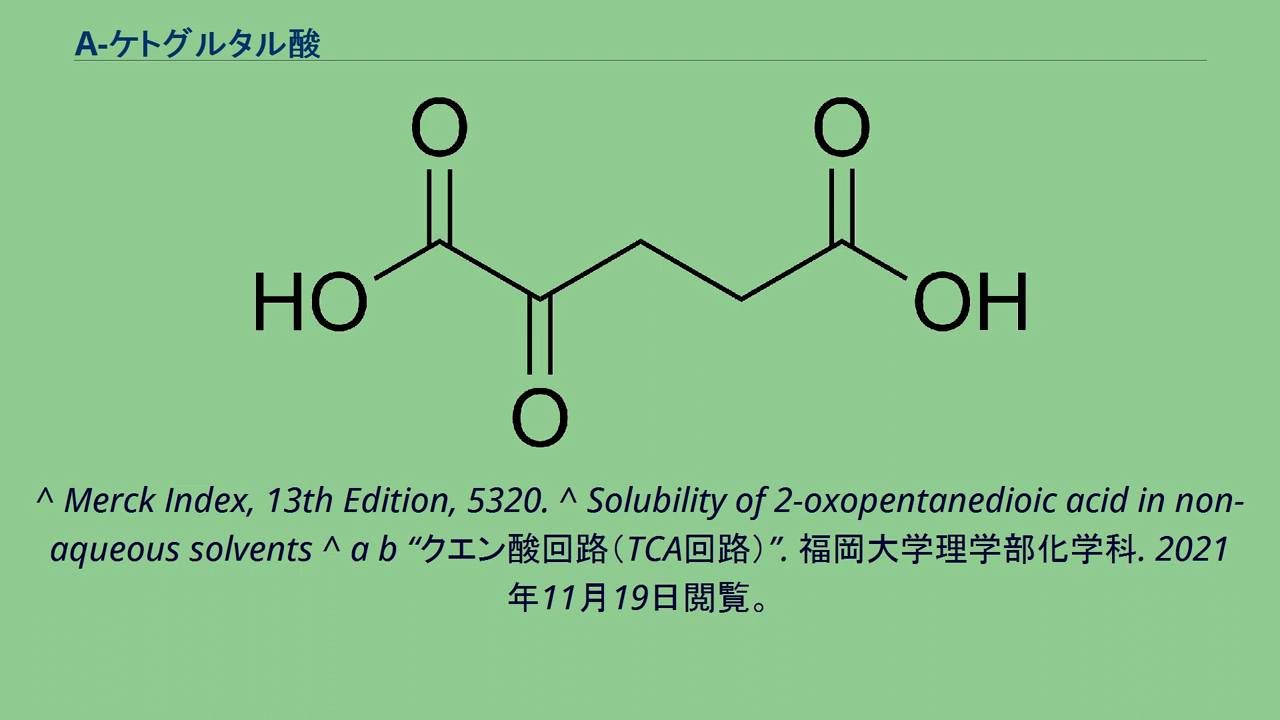 A-ケトグルタル酸
O O
HO OH
O
^ Merck Index, 13th Edition, 5320. ^ Solubility of 2-oxopentanedioic acid in non-
aqueous solvents ^ a b “クエン酸回路（TCA回路）”. 福岡大学理学部化学科. 2021
年11月19日閲覧。